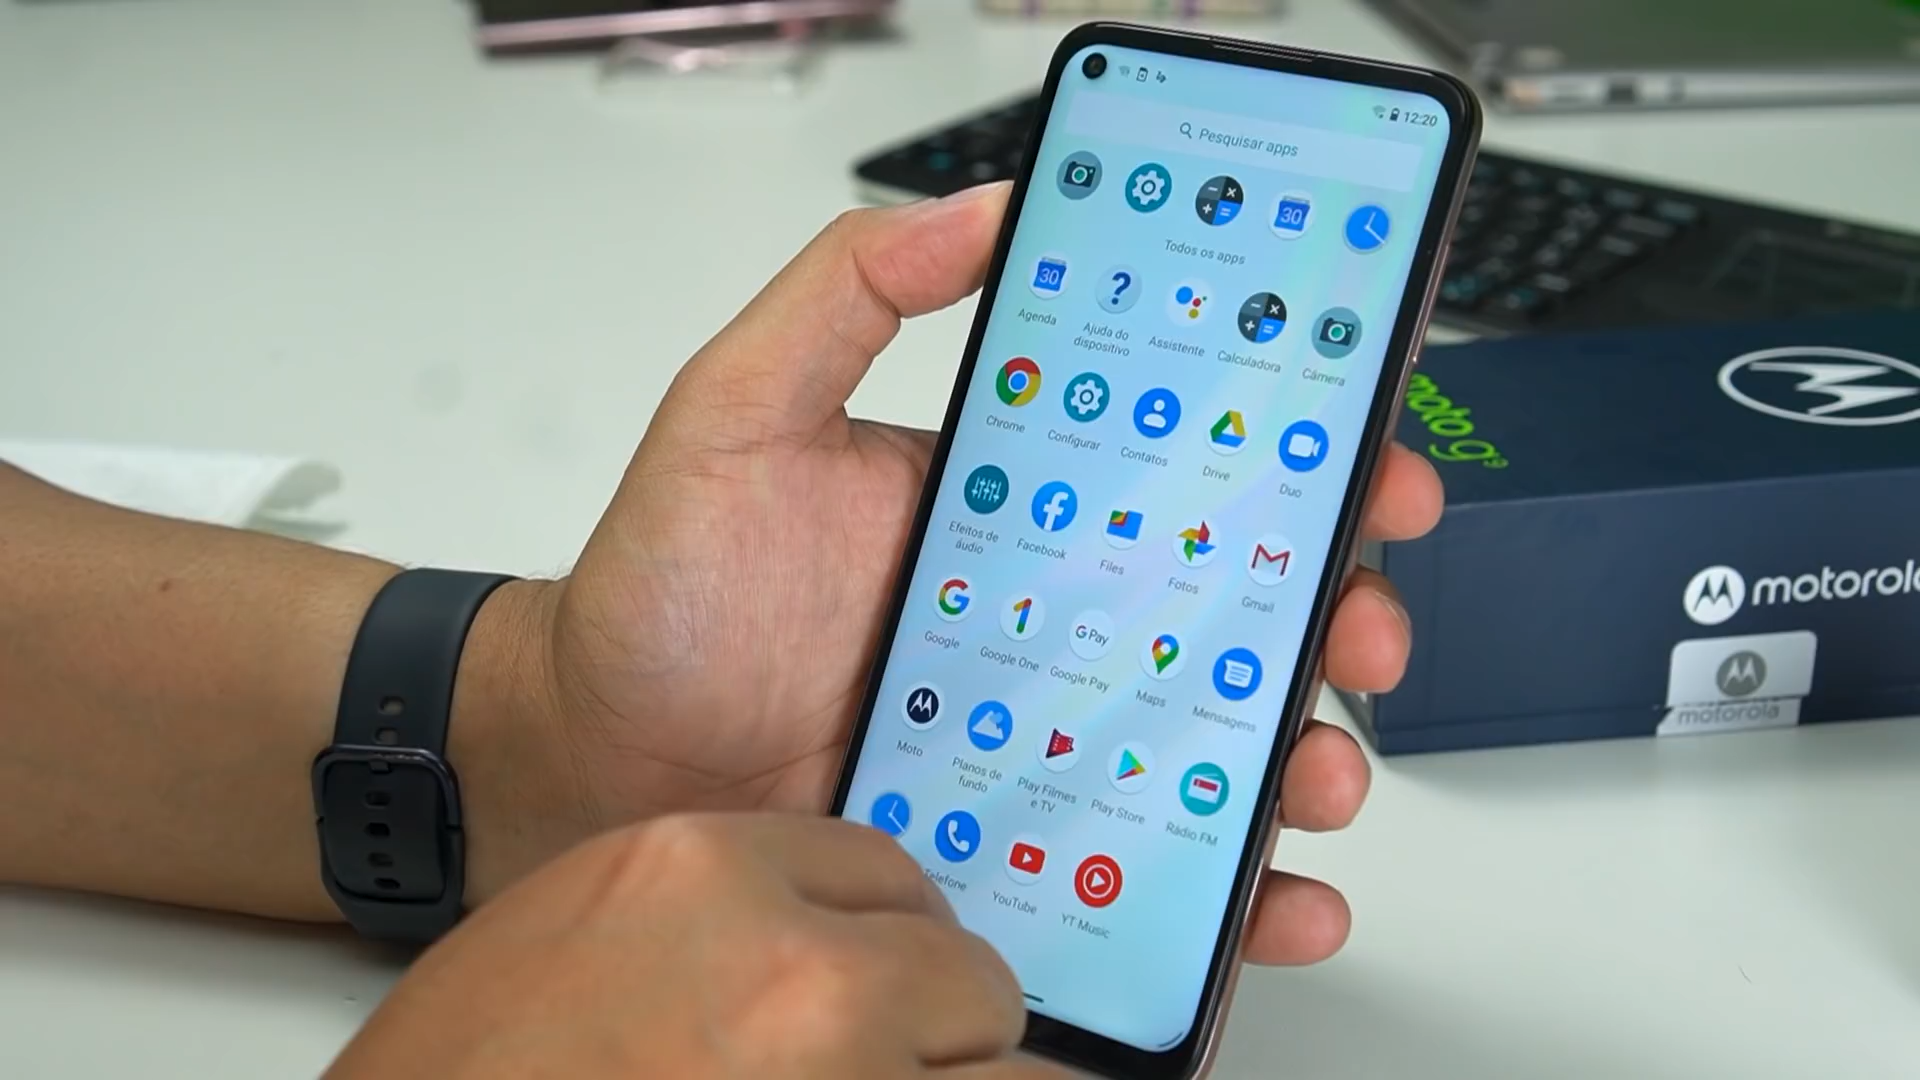 12:20
Pesquisar apps
30
Todos os apps
30
Agenda
?
Ajuda do
dispositivo
Assistente
Calculadora
Câmera
Chrome
Configurar
Contatos
Drive
Duo
Efeitos de
áudio
Facebook
Files
Fotos
Gmail
Google
Google One
G Pay
Google Pay
Maps
Mensagens
Moto
Planos de
fundo
Play Filmes
e TV
Play Store
Rádio FM
Telefone
YouTube
YT Music
moto g9
motorola
motorola